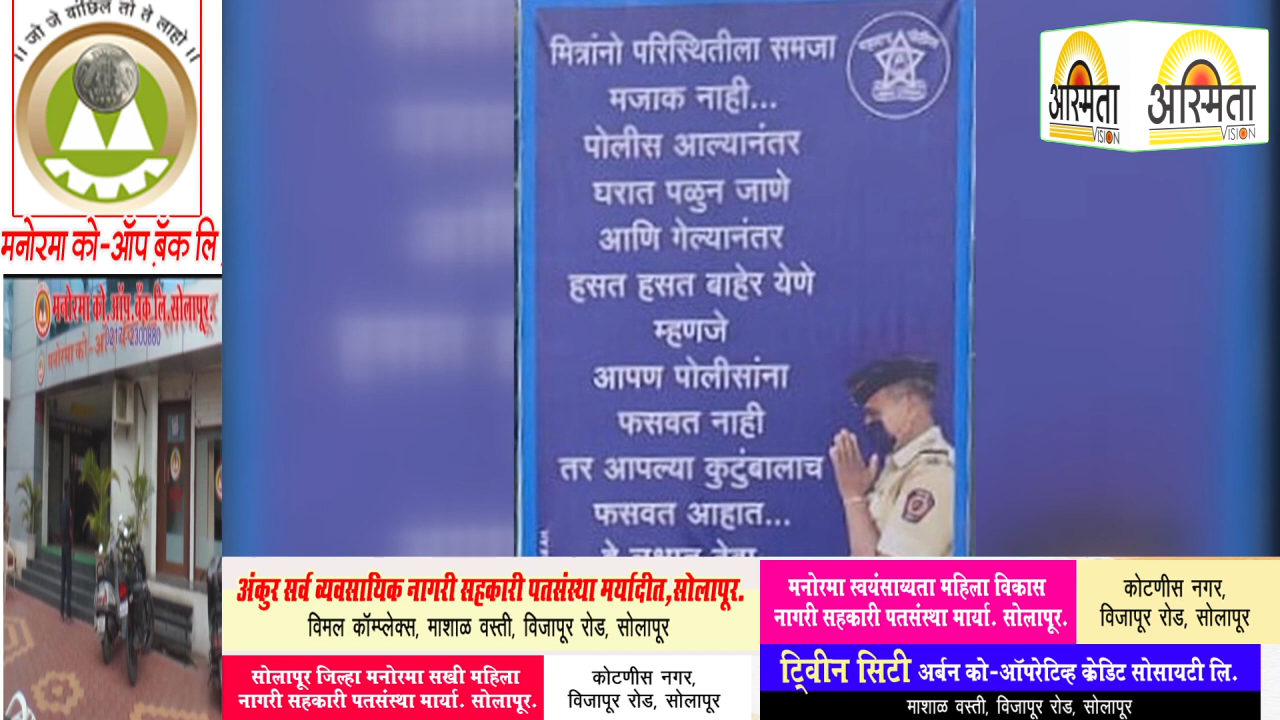 ।। जो जे वांछिल तो ते लाहो ।।
मनोरमा को-ऑप बॅक लि
मनोरमा को.ऑप.बॅंक लि.सोलापूर.
मित्रांनो परिस्थितीला समजा
मजाक नाही...
पोलीस आल्यानंतर
घरात पळुन जाणे
आणि गेल्यानंतर
हसत हसत बाहेर येणे
म्हणजे
आपण पोलीसांना
फसवत नाही
तर आपल्या कुटुंबालाच
फसवत आहात...
अस्मिता
VISION
अस्मिता
VISION
अंकुर सर्व व्यवसायिक नागरी सहकारी पतसंस्था मर्यादीत,सोलापूर.
विमल कॉम्प्लेक्स, माशाळ वस्ती, विजापूर रोड, सोलापूर
सोलापूर जिल्हा मनोरमा सखी महिला
नागरी सहकारी पतसंस्था मार्या. सोलापूर.
कोटणीस नगर,
विजापूर रोड, सोलापूर
मनोरमा स्वयंसाय्यता महिला विकास
नागरी सहकारी पतसंस्था मार्या. सोलापूर.
कोटणीस नगर,
विजापूर रोड, सोलापूर
ट्विीन सिटी अर्बन को-ऑपरेटिव्ह क्रेडिट सोसायटी लि.
माशाळ वस्ती, विजापूर रोड, सोलापूर